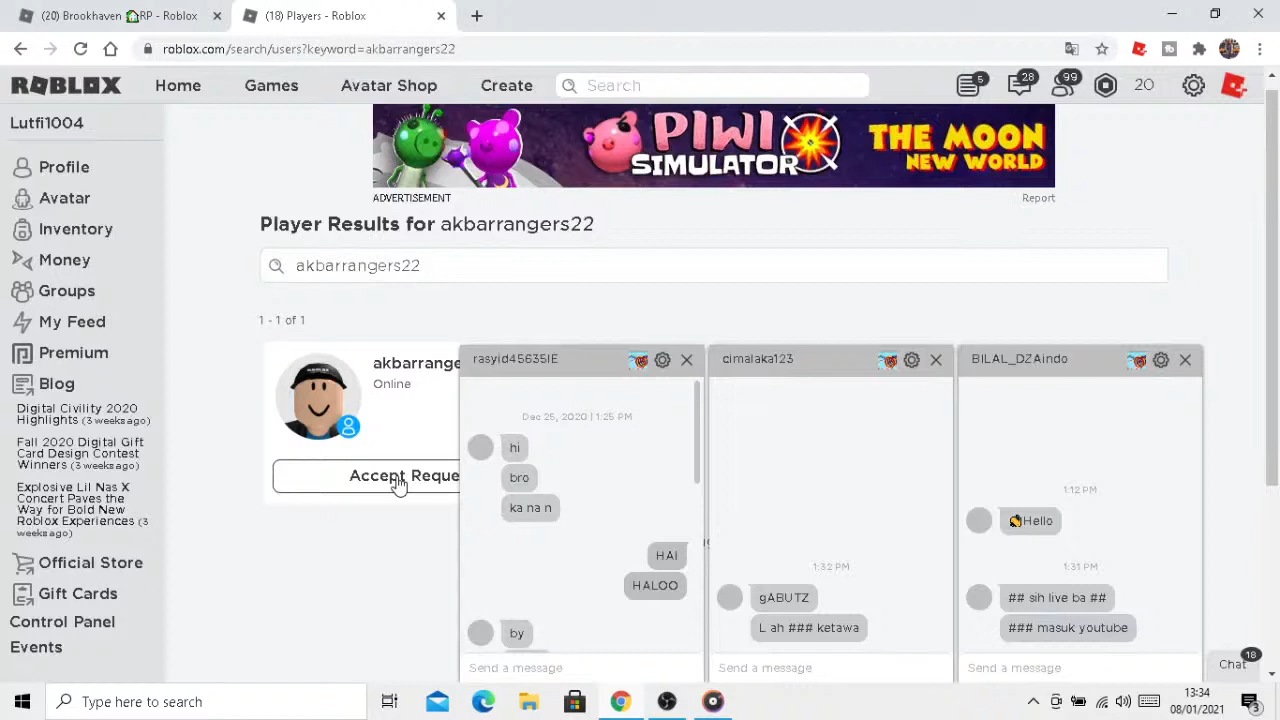 (20) Brookhaven 🏠RP - Roblox
(18) Players - Roblox
roblox.com/search/users?keyword=akbarrangers22
ROBLOX
Home
Games
Avatar Shop
Create
Search
5
28
99
20
Lutfi1004
Profile
Avatar
Inventory
Money
Groups
My Feed
Premium
Blog
Digital Civility 2020
Highlights (3 weeks ago)
Fall 2020 Digital Gift
Card Design Contest
Winners (3 weeks ago)
Explosive Lil Nas X
Concert Paves the
Way for Bold New
Roblox Experiences (3
weeks ago)
Official Store
Gift Cards
Control Panel
Events
PIWI
SIMULATOR
THE MOON
NEW WORLD
ADVERTISEMENT
Report
Player Results for akbarrangers22
akbarrangers22
1 - 1 of 1
akbarrange
Online
Accept Reque
rasyid45635IE
Dec 25, 2020 | 1:25 PM
hi
bro
ka na n
HAI
HALOO
by
Send a message
cimalaka123
1:32 PM
gABUTZ
L ah ### ketawa
Send a message
BILAL_DZAindo
1:12 PM
👏Hello
1:31 PM
## sih live ba ##
### masuk youtube
Send a message
Chat
18
Type here to search
13:34
08/01/2021
3